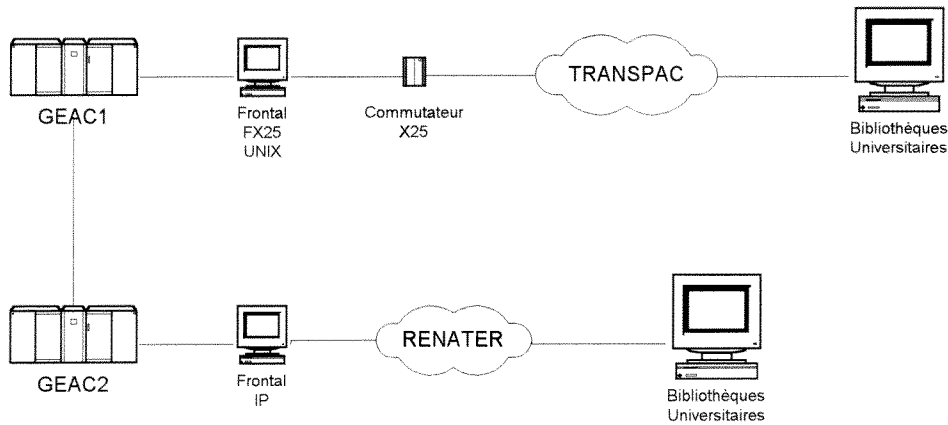 GEAC1
Frontal
FX25
UNIX
Commutateur
X25
TRANSPAC
Bibliothèques
Universitaires
GEAC2
Frontal
IP
RENATER
Bibliothèques
Universitaires